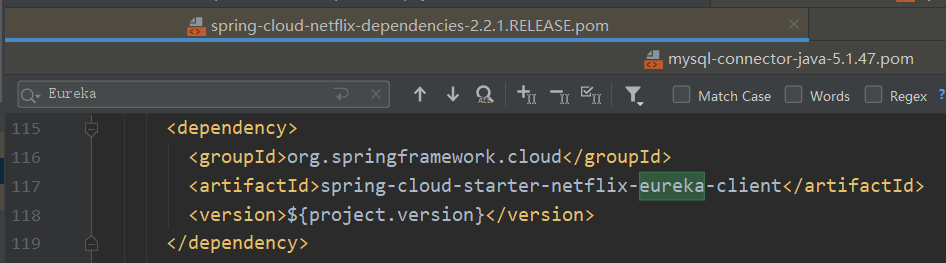 spring-cloud-netflix-dependencies-2.2.1.RELEASE.pom
mysql-connector-java-5.1.47.pom
Eureka Match Case Words Regex ?
115 <dependency>
116 <groupId>org.springframework.cloud</groupId>
117 <artifactId>spring-cloud-starter-netflix-eureka-client</artifactId>
118 <version>${project.version}</version>
119 </dependency>